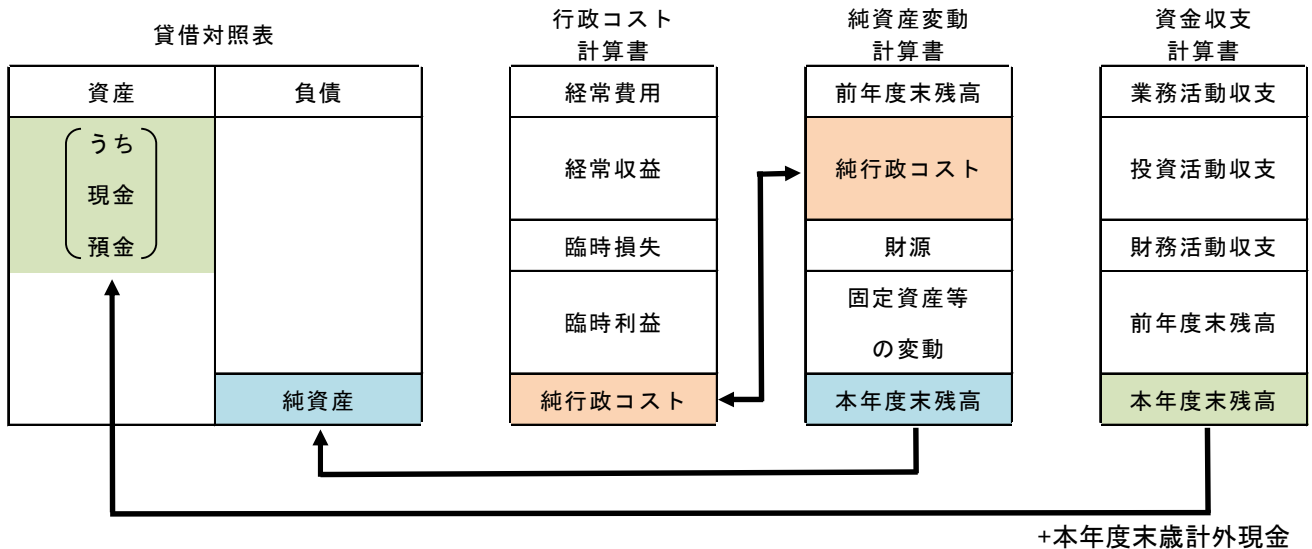 貸借対照表
資産
負債
うち
現金
預金
純資産
行政コスト
計算書
経常費用
経常収益
臨時損失
臨時利益
純行政コスト
純資産変動
計算書
前年度末残高
純行政コスト
財源
固定資産等
の変動
本年度末残高
資金収支
計算書
業務活動収支
投資活動収支
財務活動収支
前年度末残高
本年度末残高
+本年度末歳計外現金